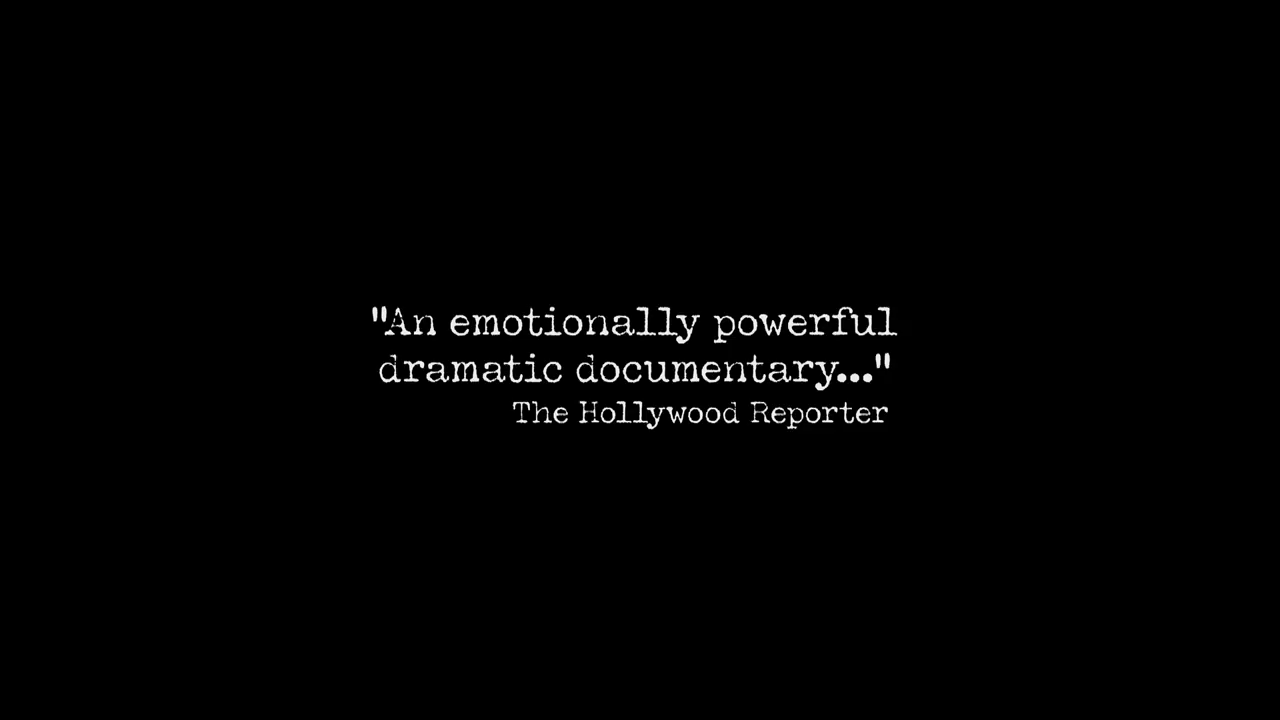 "An emotionally powerful
dramatic documentary..."
The Hollywood Reporter